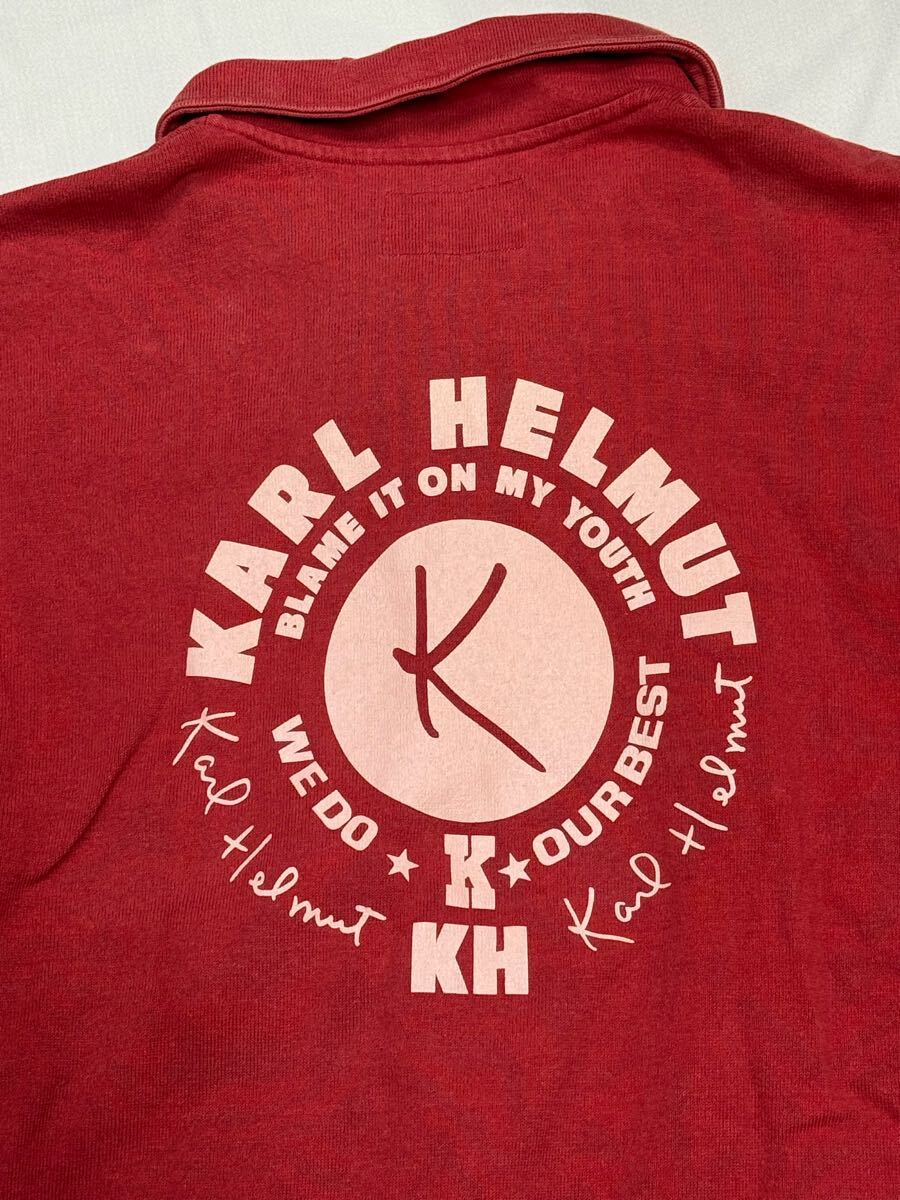 KARL HELMUT
BLAME IT ON MY YOUTH
K
WE DO ★ K ★ OUR BEST
Karl Helmut
Karl Helmut
KH